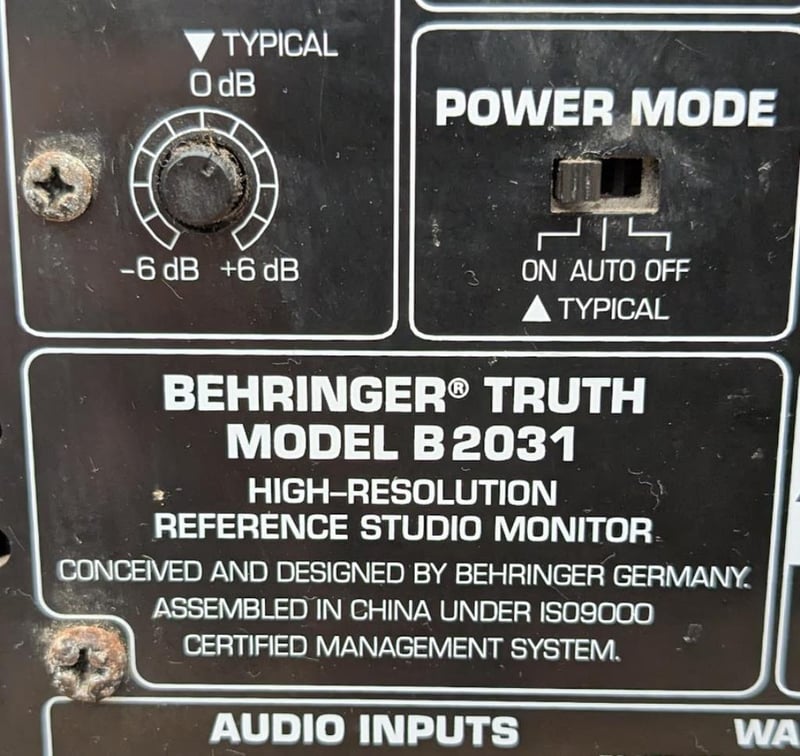 ▼ TYPICAL
0 dB
-6 dB +6 dB
POWER MODE
ON AUTO OFF
▲ TYPICAL
BEHRINGER® TRUTH
MODEL B2031
HIGH-RESOLUTION
REFERENCE STUDIO MONITOR
CONCEIVED AND DESIGNED BY BEHRINGER GERMANY.
ASSEMBLED IN CHINA UNDER ISO9000
CERTIFIED MANAGEMENT SYSTEM.
AUDIO INPUTS
WA